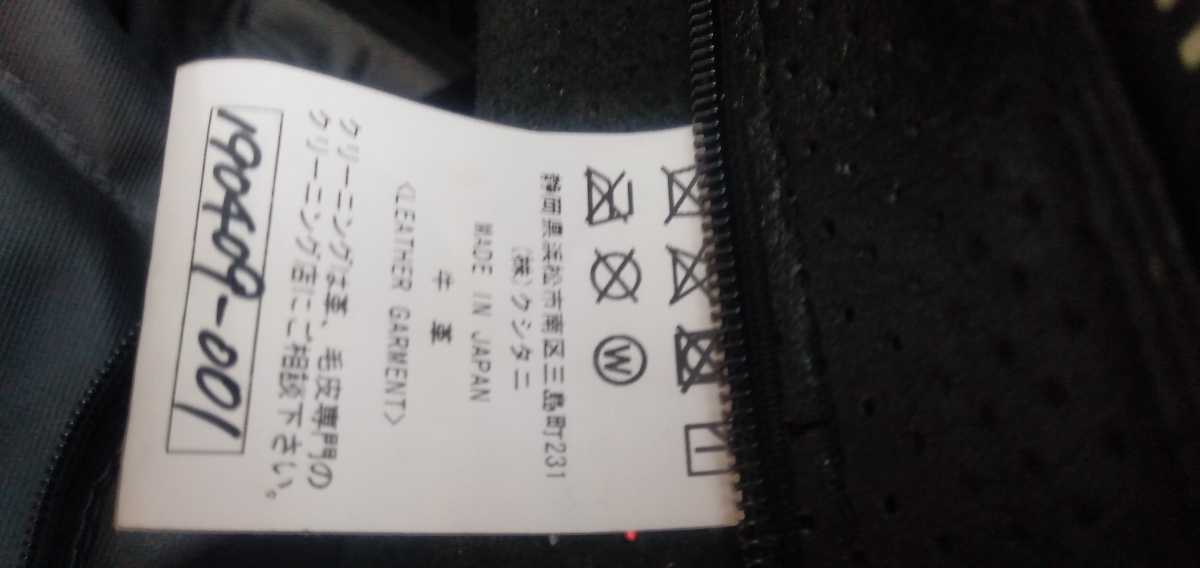 Ⓦ
静岡県浜松市南区三島町231
(株)クシタニ
MADE IN JAPAN
牛革
<LEATHER GARMENT>
クリーニングは革、毛皮専門の
クリーニング店にご相談下さい。
190409-001